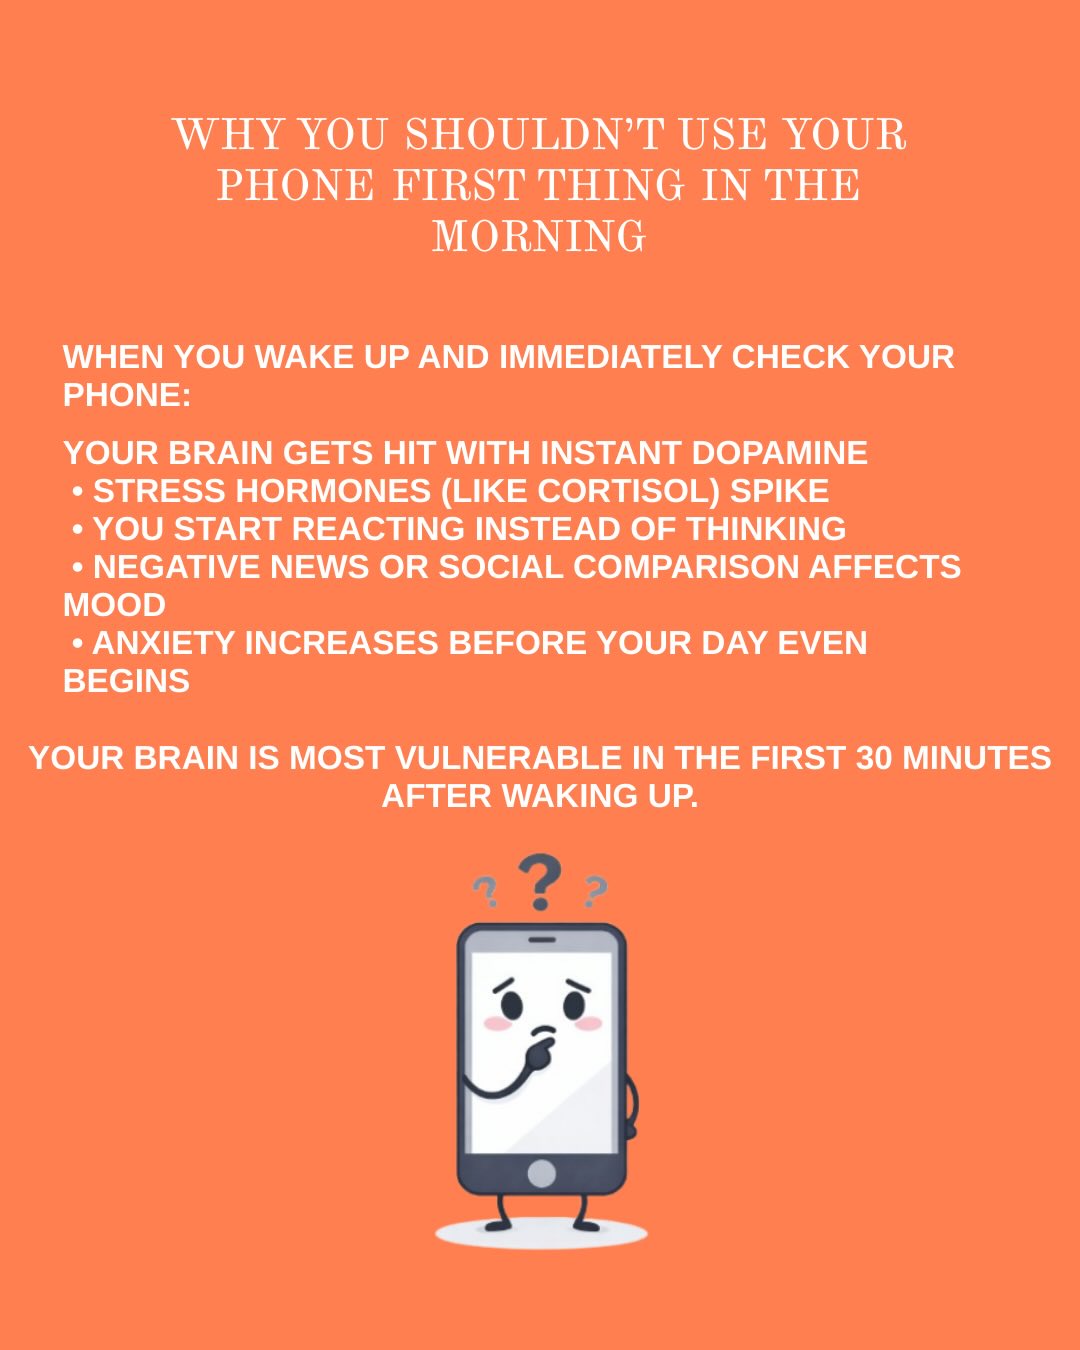 WHY YOU SHOULDN’T USE YOUR
PHONE FIRST THING IN THE
MORNING
WHEN YOU WAKE UP AND IMMEDIATELY CHECK YOUR
PHONE:
YOUR BRAIN GETS HIT WITH INSTANT DOPAMINE
• STRESS HORMONES (LIKE CORTISOL) SPIKE
• YOU START REACTING INSTEAD OF THINKING
• NEGATIVE NEWS OR SOCIAL COMPARISON AFFECTS
MOOD
• ANXIETY INCREASES BEFORE YOUR DAY EVEN
BEGINS
YOUR BRAIN IS MOST VULNERABLE IN THE FIRST 30 MINUTES
AFTER WAKING UP.
? ? ?